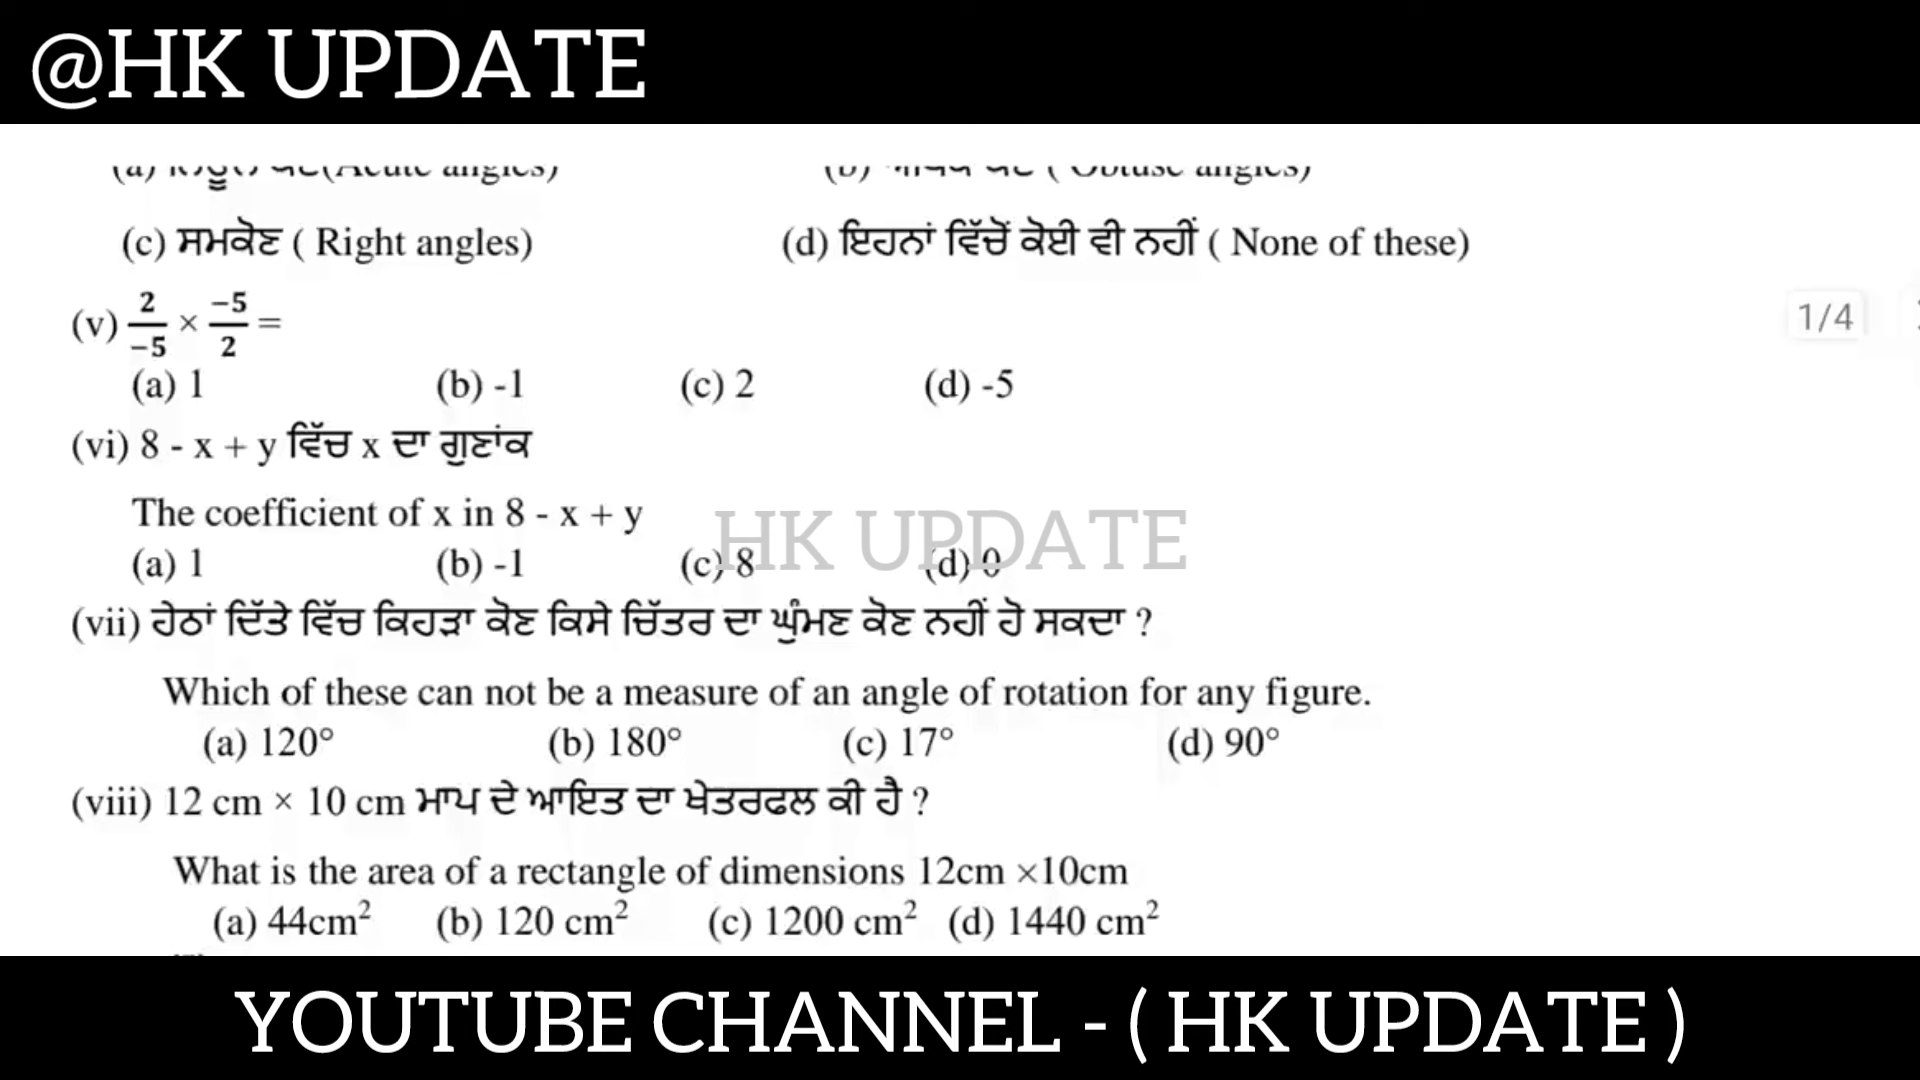 @HK UPDATE
(c) ਸਮਕੋਣ ( Right angles) (d) ਇਹਨਾਂ ਵਿੱਚੋਂ ਕੋਈ ਵੀ ਨਹੀਂ ( None of these)
(v) 2/-5 × -5/2 =
1/4
(a) 1 (b) -1 (c) 2 (d) -5
(vi) 8 - x + y ਵਿੱਚ x ਦਾ ਗੁਣਾਂਕ
The coefficient of x in 8 - x + y
HK UPDATE
(a) 1 (b) -1 (c) 8 (d) 0
(vii) ਹੇਠਾਂ ਦਿੱਤੇ ਵਿੱਚ ਕਿਹੜਾ ਕੋਣ ਕਿਸੇ ਚਿੱਤਰ ਦਾ ਘੁੰਮਣ ਕੋਣ ਨਹੀਂ ਹੋ ਸਕਦਾ ?
Which of these can not be a measure of an angle of rotation for any figure.
(a) 120° (b) 180° (c) 17° (d) 90°
(viii) 12 cm × 10 cm ਮਾਪ ਦੇ ਆਇਤ ਦਾ ਖੇਤਰਫਲ ਕੀ ਹੈ ?
What is the area of a rectangle of dimensions 12cm ×10cm
(a) 44cm² (b) 120 cm² (c) 1200 cm² (d) 1440 cm²
YOUTUBE CHANNEL - ( HK UPDATE )